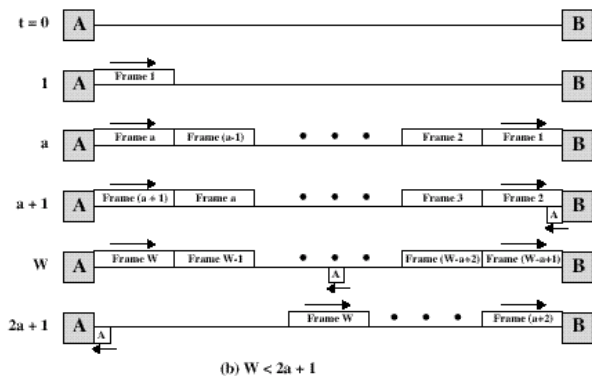 t = 0 A B
1 A Frame 1 B
a A Frame a Frame (a-1) • • • Frame 2 Frame 1 B
a + 1 A Frame (a + 1) Frame a • • • Frame 3 Frame 2 A B
W A Frame W Frame W-1 • • • A Frame (W-a+2) Frame (W-a+1) B
2a + 1 A A Frame W • • • Frame (a+2) B
(b) W < 2a + 1